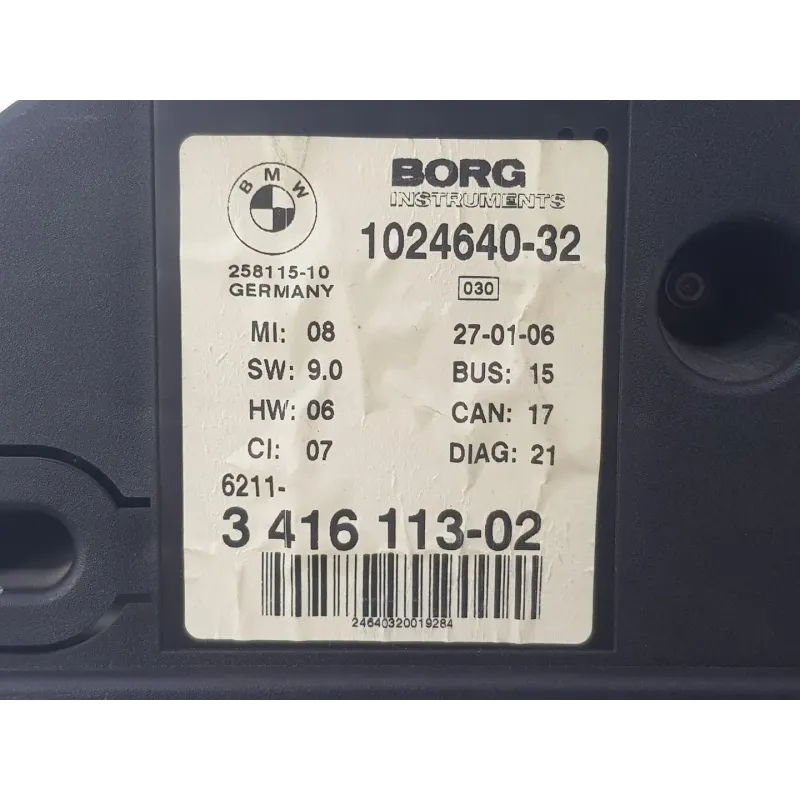 BMW
BORG
INSTRUMENTS
1024640-32
258115-10
GERMANY
030
MI: 08
27-01-06
SW: 9.0
BUS: 15
HW: 06
CAN: 17
CI: 07
DIAG: 21
6211-
3 416 113-02
24640320019284